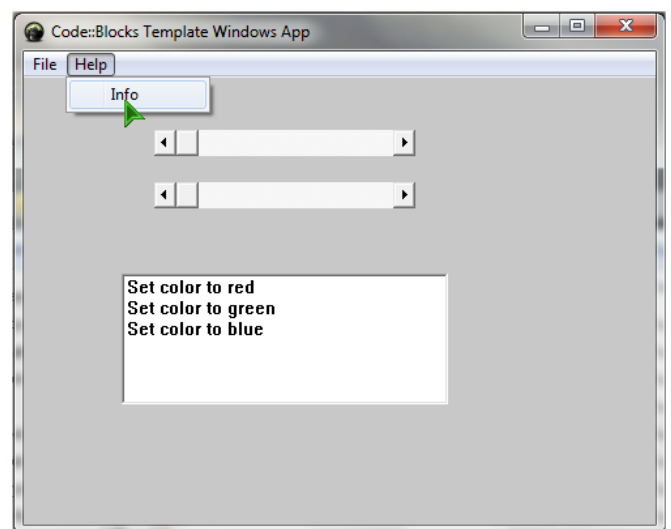 Code::Blocks Template Windows App
File Help
Info
Set color to red
Set color to green
Set color to blue